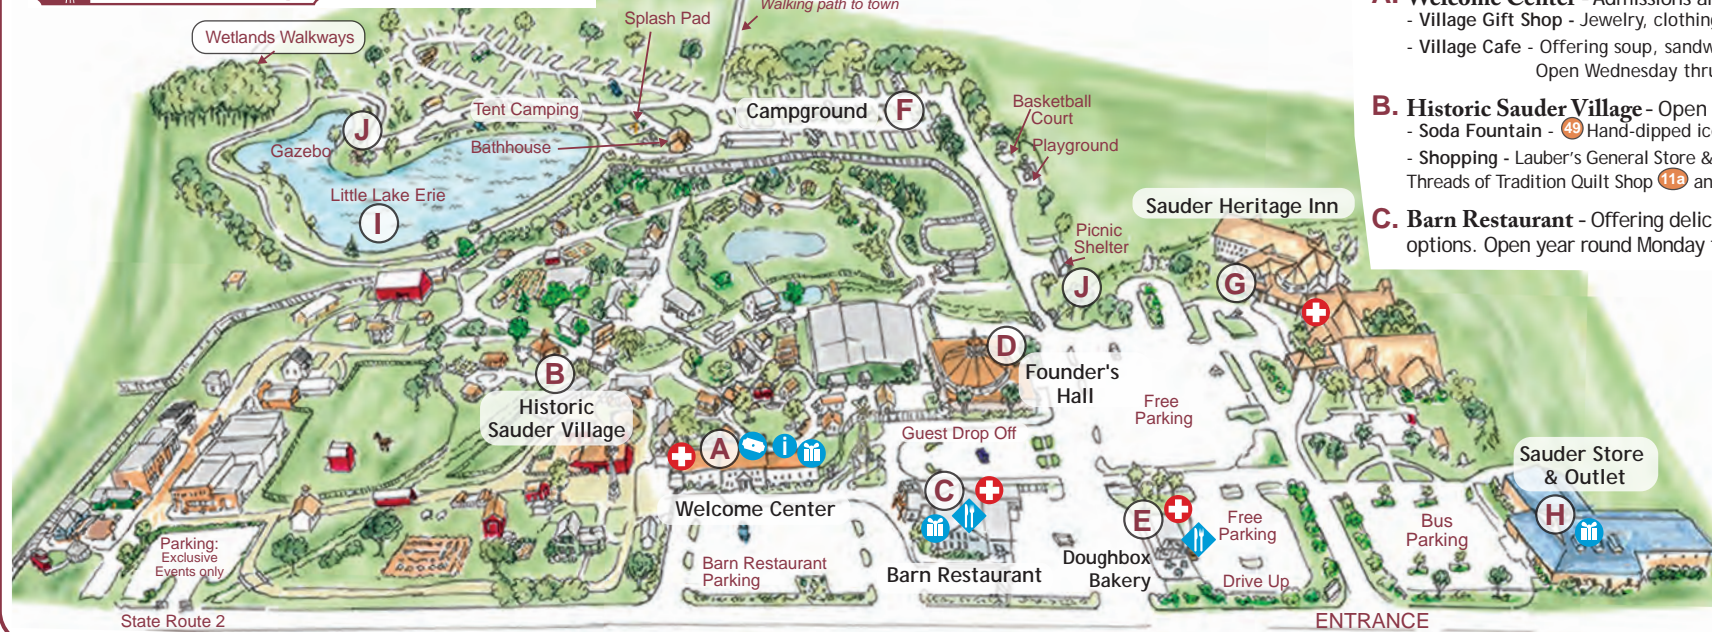 Walking path to town
Splash Pad
Wetlands Walkways
Tent Camping
Campground
F
Basketball
Court
J
Gazebo
Bathhouse
Playground
Little Lake Erie
I
Sauder Heritage Inn
Picnic
Shelter
J
G
D
Founder's
Hall
B
Historic
Sauder Village
Free
Parking
Guest Drop Off
A
i
Welcome Center
C
Barn Restaurant
E
Doughbox
Bakery
Free
Parking
Drive Up
Bus
Parking
Sauder Store
& Outlet
H
Parking:
Exclusive
Events only
Barn Restaurant
Parking
State Route 2
ENTRANCE
A. Welcome Center - Admissions a
- Village Gift Shop - Jewelry, clothing
- Village Cafe - Offering soup, sandw
Open Wednesday thru
B. Historic Sauder Village - Open
- Soda Fountain - 49 Hand-dipped ice
- Shopping - Lauber's General Store &
Threads of Tradition Quilt Shop 11a an
C. Barn Restaurant - Offering delic
options. Open year round Monday